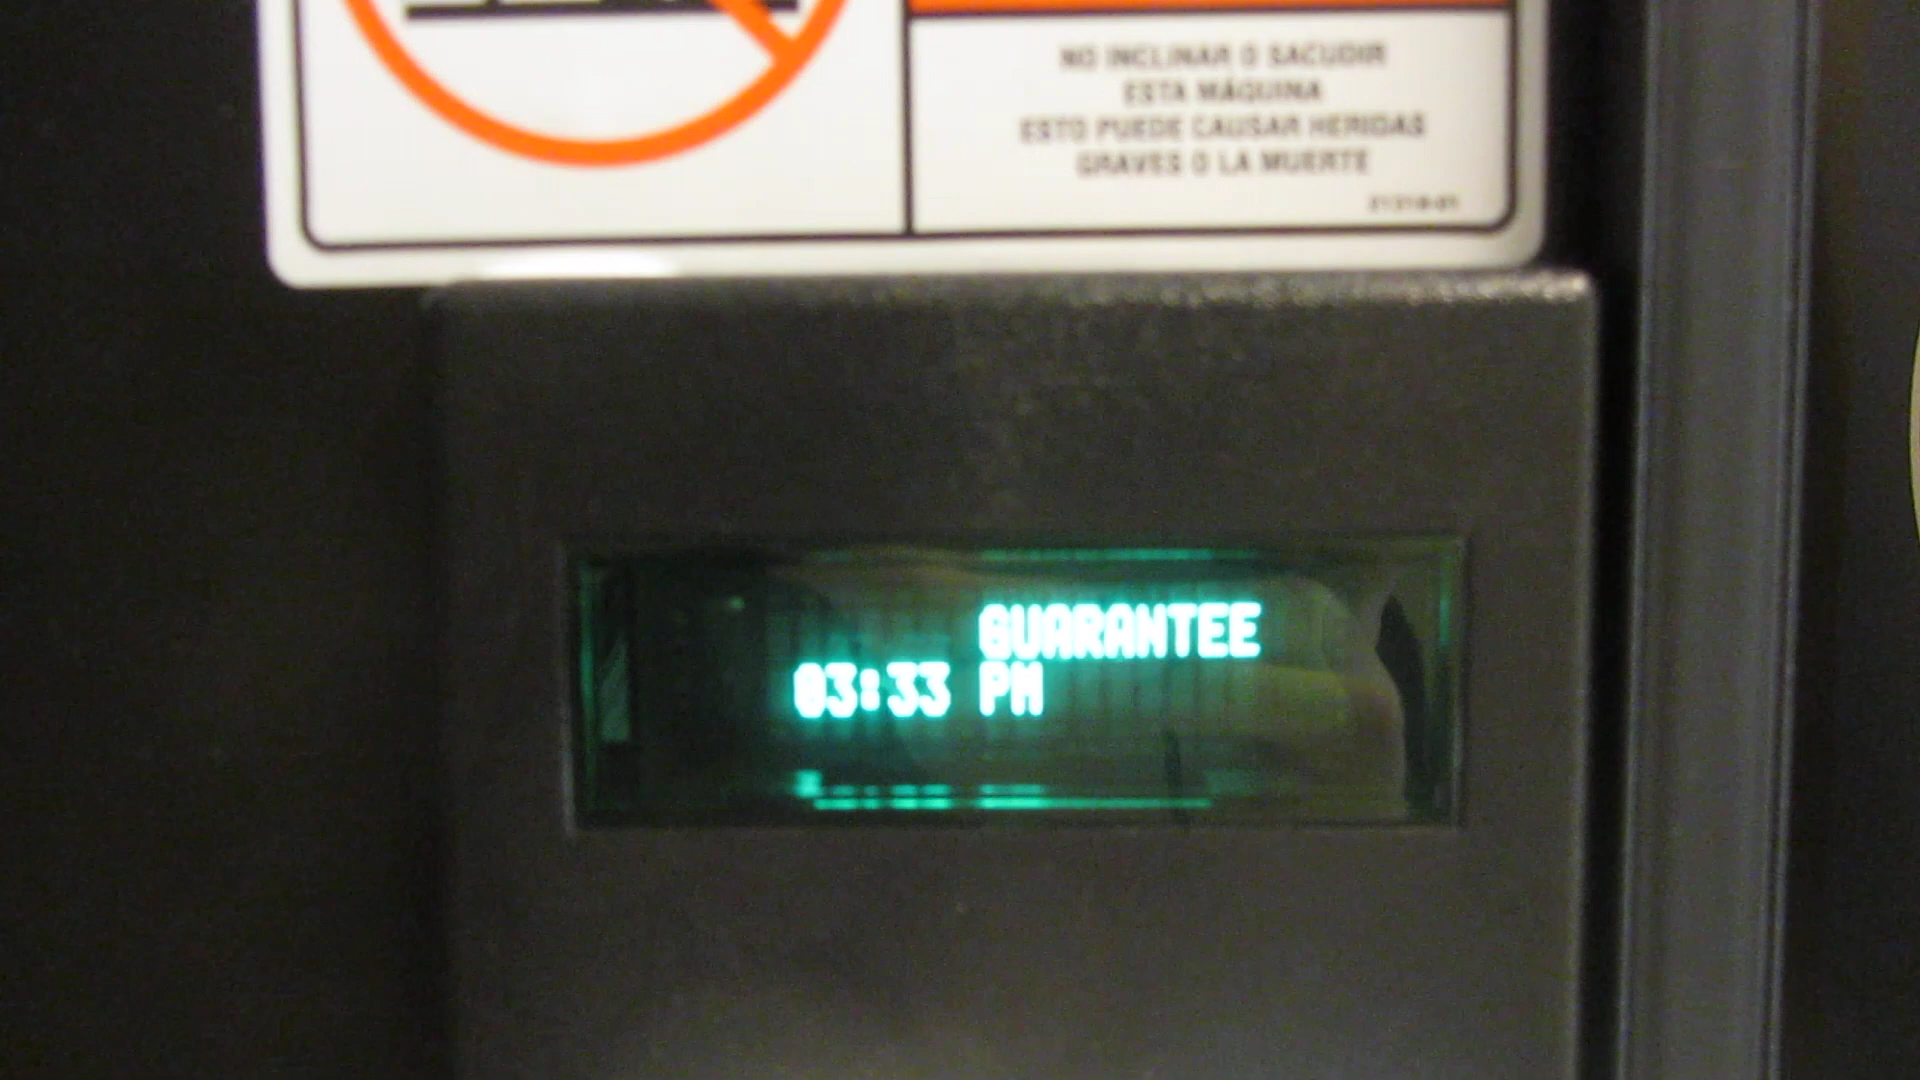 NO INCLINAR O SACUDIR
ESTA MÁQUINA
ESTO PUEDE CAUSAR HERIDAS
GRAVES O LA MUERTE
GUARANTEE
03:33 PM